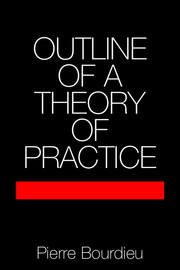 OUTLINE
OF A
THEORY
OF
PRACTICE
Pierre Bourdieu